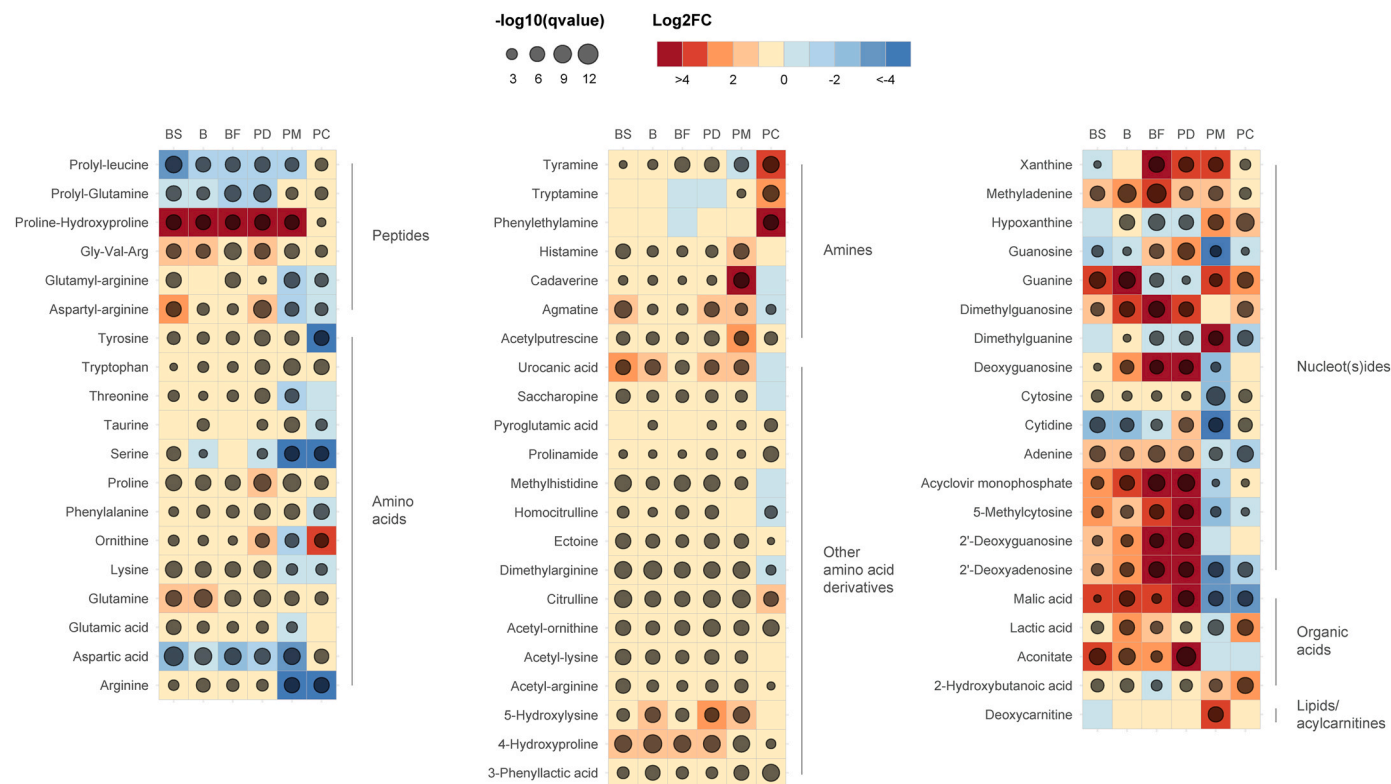 -log10(qvalue)
3 6 9 12
Log2FC
>4 2 0 -2 <-4
BS B BF PD PM PC
Prolyl-leucine
Prolyl-Glutamine
Proline-Hydroxyproline
Gly-Val-Arg
Glutamyl-arginine
Aspartyl-arginine
Tyrosine
Tryptophan
Threonine
Taurine
Serine
Proline
Phenylalanine
Ornithine
Lysine
Glutamine
Glutamic acid
Aspartic acid
Arginine
Peptides
Amino
acids
BS B BF PD PM PC
Tyramine
Tryptamine
Phenylethylamine
Histamine
Cadaverine
Agmatine
Acetylputrescine
Urocanic acid
Saccharopine
Pyroglutamic acid
Prolinamide
Methylhistidine
Homocitrulline
Ectoine
Dimethylarginine
Citrulline
Acetyl-ornithine
Acetyl-lysine
Acetyl-arginine
5-Hydroxylysine
4-Hydroxyproline
3-Phenyllactic acid
Amines
Other
amino acid
derivatives
BS B BF PD PM PC
Xanthine
Methyladenine
Hypoxanthine
Guanosine
Guanine
Dimethylguanosine
Dimethylguanine
Deoxyguanosine
Cytosine
Cytidine
Adenine
Acyclovir monophosphate
5-Methylcytosine
2'-Deoxyguanosine
2'-Deoxyadenosine
Malic acid
Lactic acid
Aconitate
2-Hydroxybutanoic acid
Deoxycarnitine
Nucleot(s)ides
Organic
acids
Lipids/
acylcarnitines